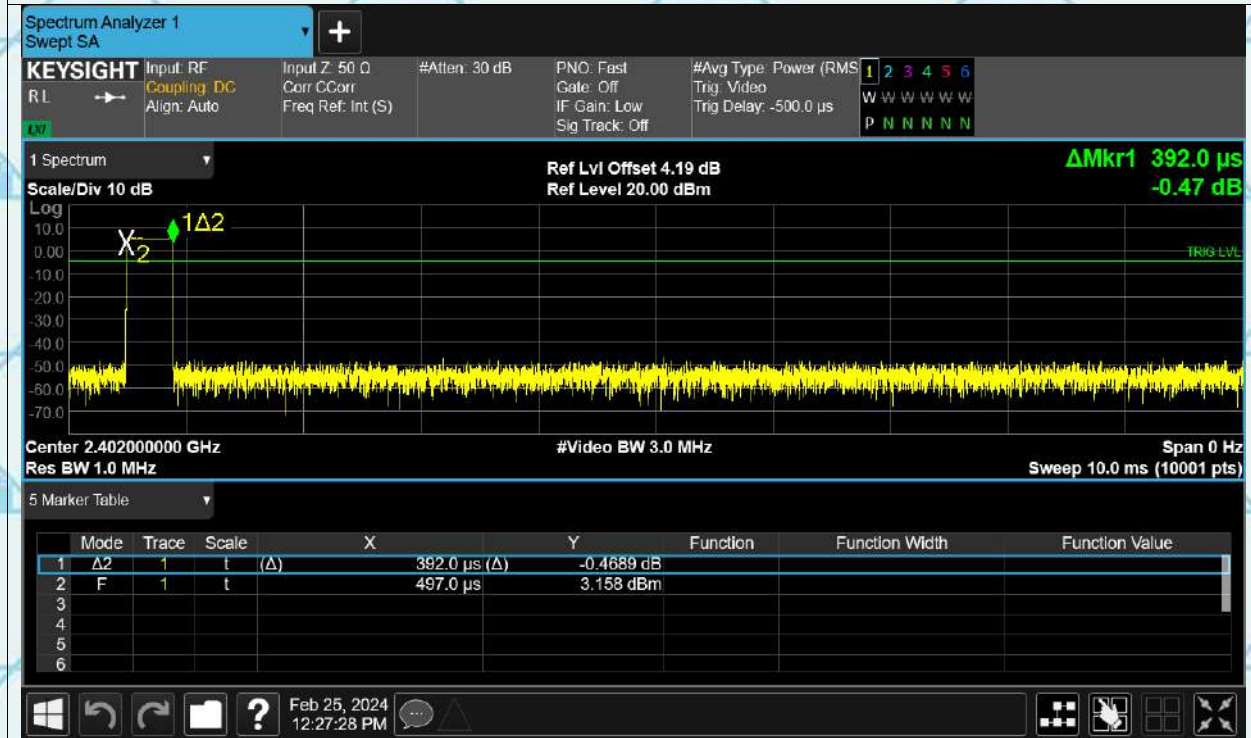 Spectrum Analyzer 1
Swept SA
+
KEYSIGHT
RL
LXI
Input: RF
Coupling: DC
Align: Auto
Input Z: 50 Ω
Corr CCorr
Freq Ref: Int (S)
#Atten: 30 dB
PNO: Fast
Gate: Off
IF Gain: Low
Sig Track: Off
#Avg Type: Power (RMS
Trig: Video
Trig Delay: -500.0 µs
1 2 3 4 5 6
W W W W W W
P N N N N N
1 Spectrum
Scale/Div 10 dB
Ref Lvl Offset 4.19 dB
Ref Level 20.00 dBm
ΔMkr1 392.0 µs
-0.47 dB
Log
10.0
0.00
-10.0
-20.0
-30.0
-40.0
-50.0
-60.0
-70.0
X2
1Δ2
TRIG LVL
Center 2.402000000 GHz
Res BW 1.0 MHz
#Video BW 3.0 MHz
Span 0 Hz
Sweep 10.0 ms (10001 pts)
5 Marker Table
Mode Trace Scale X Y Function Function Width Function Value
1 Δ2 1 t (Δ) 392.0 µs (Δ) -0.4689 dB
2 F 1 t 497.0 µs 3.158 dBm
3
4
5
6
?
Feb 25, 2024
12:27:28 PM